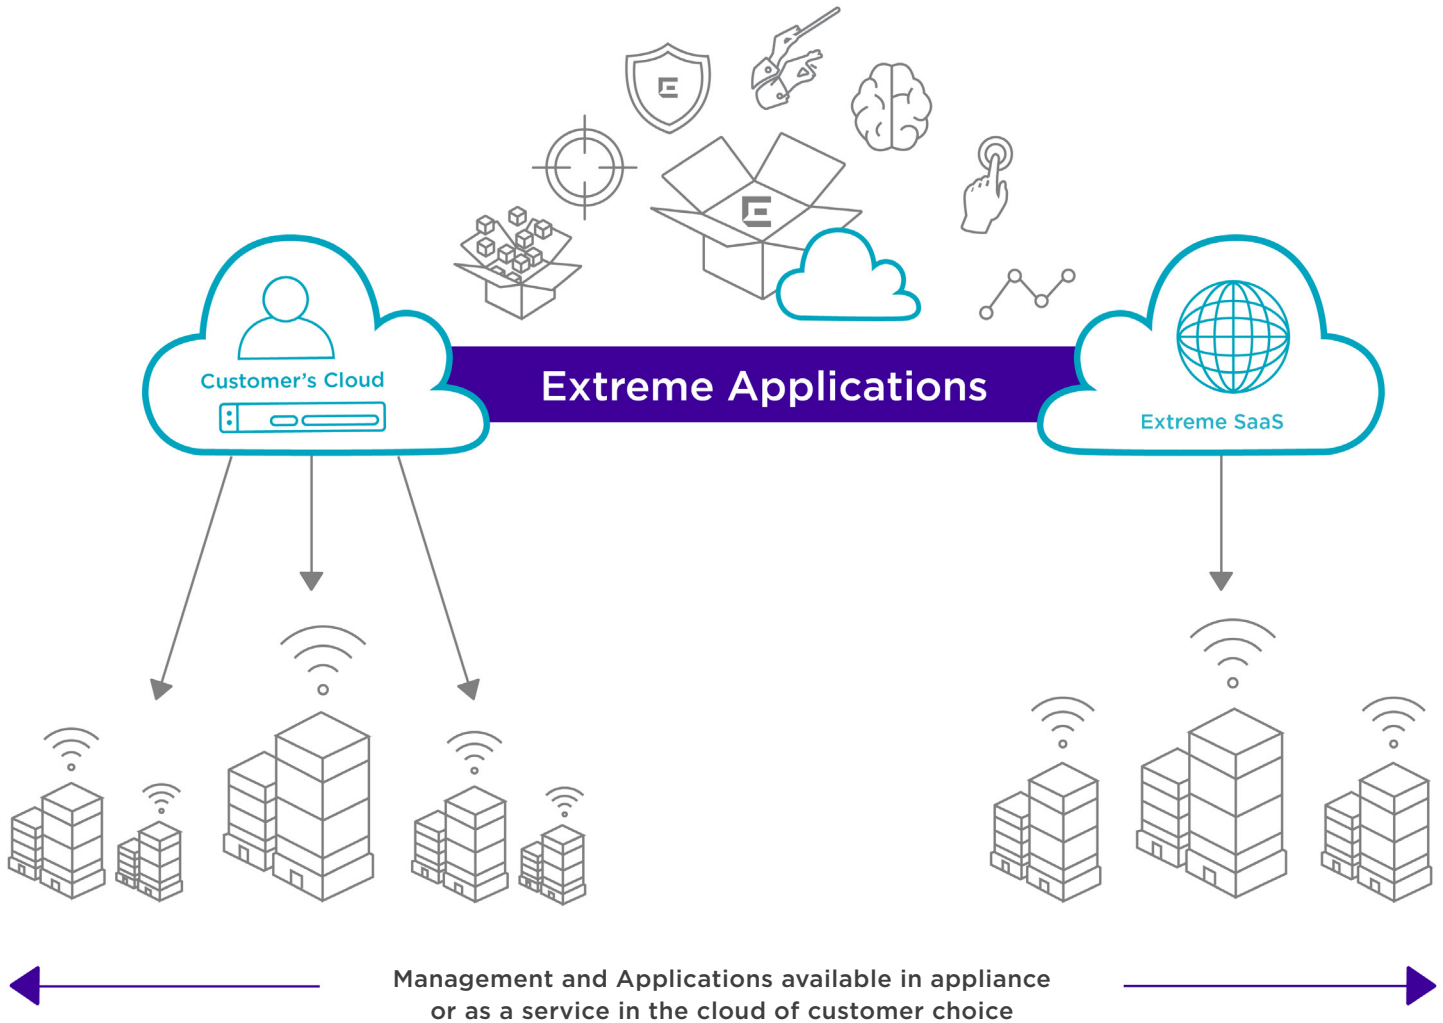 Extreme Applications
Customer's Cloud
Extreme SaaS
Management and Applications available in appliance
or as a service in the cloud of customer choice